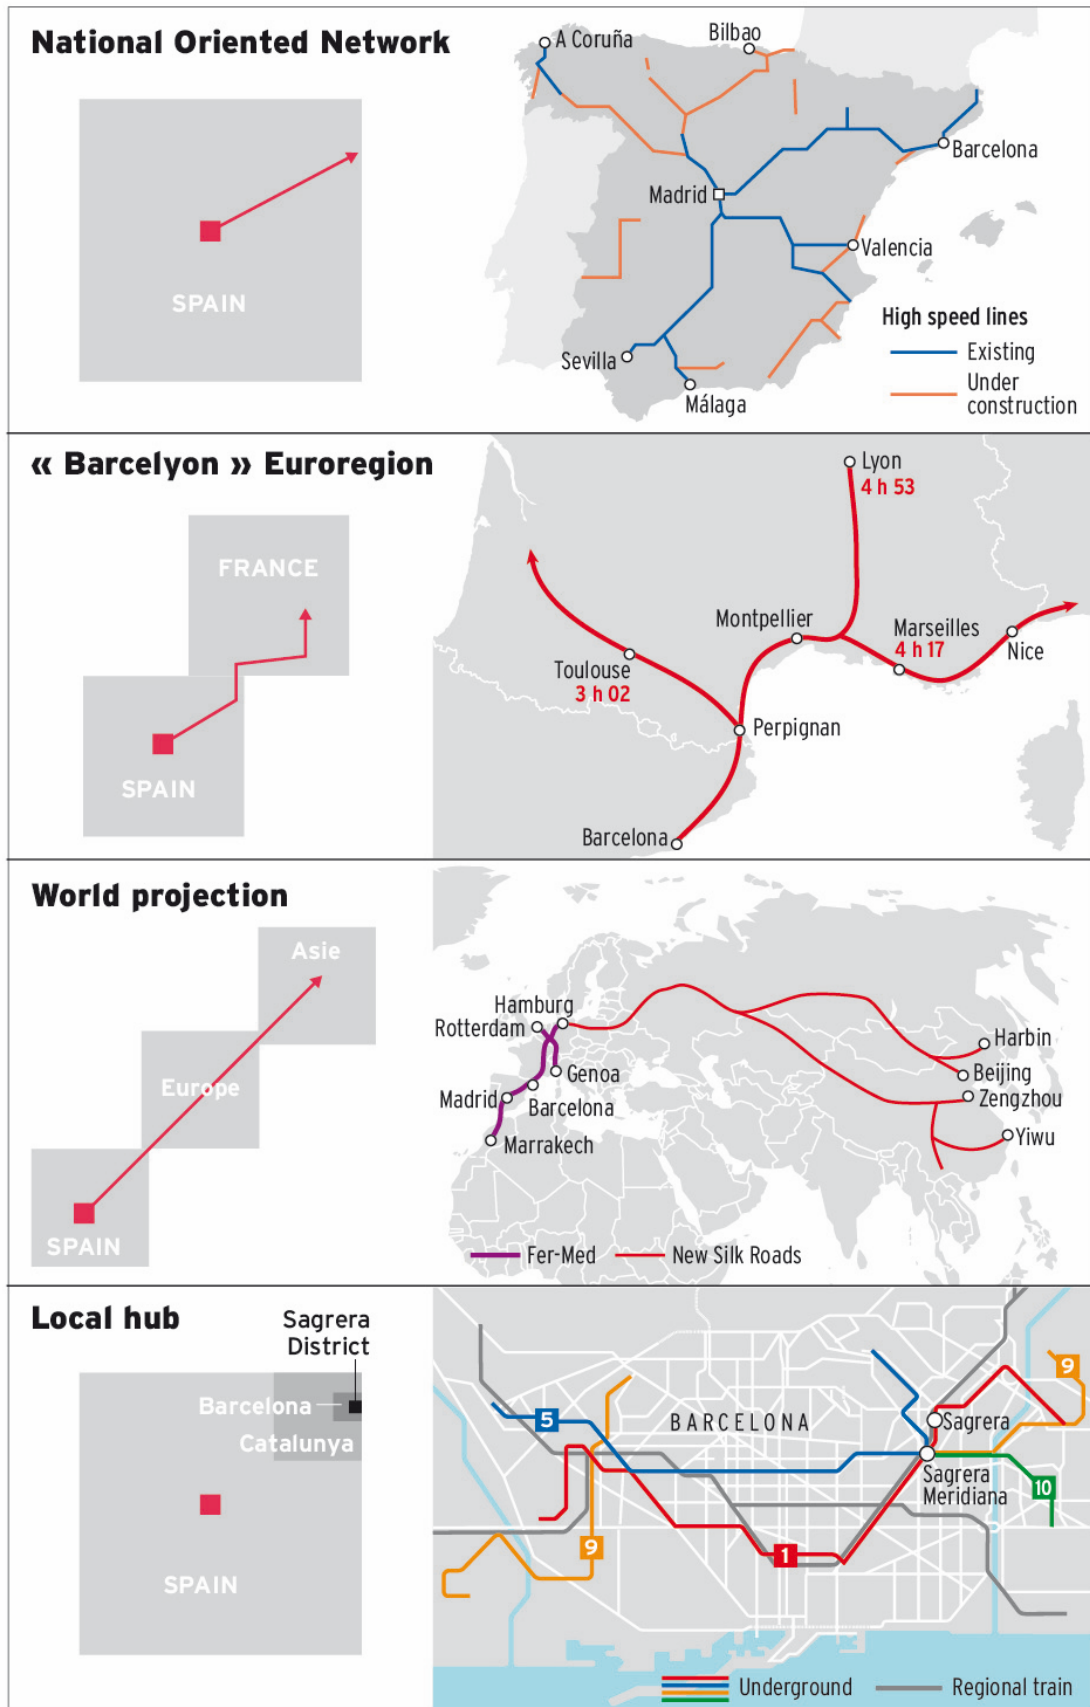 National Oriented Network
SPAIN
A Coruña
Bilbao
Barcelona
Madrid
Valencia
Sevilla
Málaga
High speed lines
Existing
Under
construction
« Barcelyon » Euroregion
FRANCE
SPAIN
Lyon
4 h 53
Montpellier
Marseilles
4 h 17
Nice
Toulouse
3 h 02
Perpignan
Barcelona
World projection
Asie
Europe
SPAIN
Hamburg
Rotterdam
Genoa
Madrid
Barcelona
Marrakech
Harbin
Beijing
Zengzhou
Yiwu
Fer-Med
New Silk Roads
Local hub
Sagrera
District
Barcelona
Catalunya
SPAIN
9
5
BARCELONA
Sagrera
Sagrera
Meridiana
10
9
1
Underground
Regional train